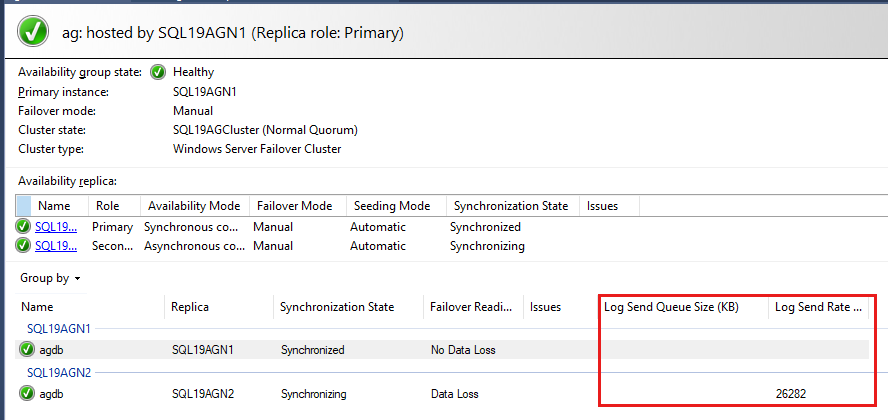 ag: hosted by SQL19AGN1 (Replica role: Primary)
Availability group state: Healthy
Primary instance: SQL19AGN1
Failover mode: Manual
Cluster state: SQL19AGCluster (Normal Quorum)
Cluster type: Windows Server Failover Cluster
Availability replica:
Name Role Availability Mode Failover Mode Seeding Mode Synchronization State Issues
SQL19... Primary Synchronous co... Manual Automatic Synchronized
SQL19... Secon... Asynchronous co... Manual Automatic Synchronizing
Group by
Name Replica Synchronization State Failover Readi... Issues Log Send Queue Size (KB) Log Send Rate ...
SQL19AGN1
agdb SQL19AGN1 Synchronized No Data Loss
SQL19AGN2
agdb SQL19AGN2 Synchronizing Data Loss 26282